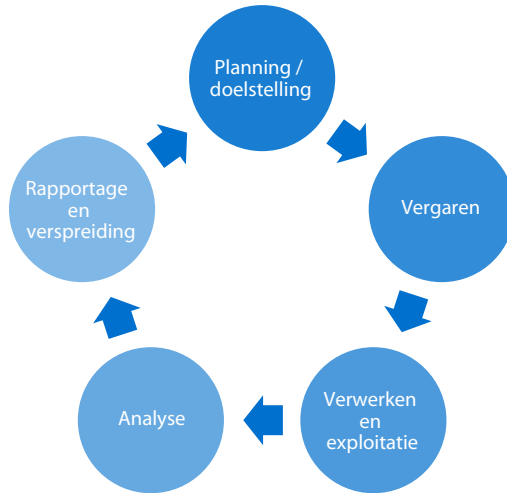 Planning /
doelstelling
Vergaren
Verwerken
en
exploitatie
Analyse
Rapportage
en
verspreiding